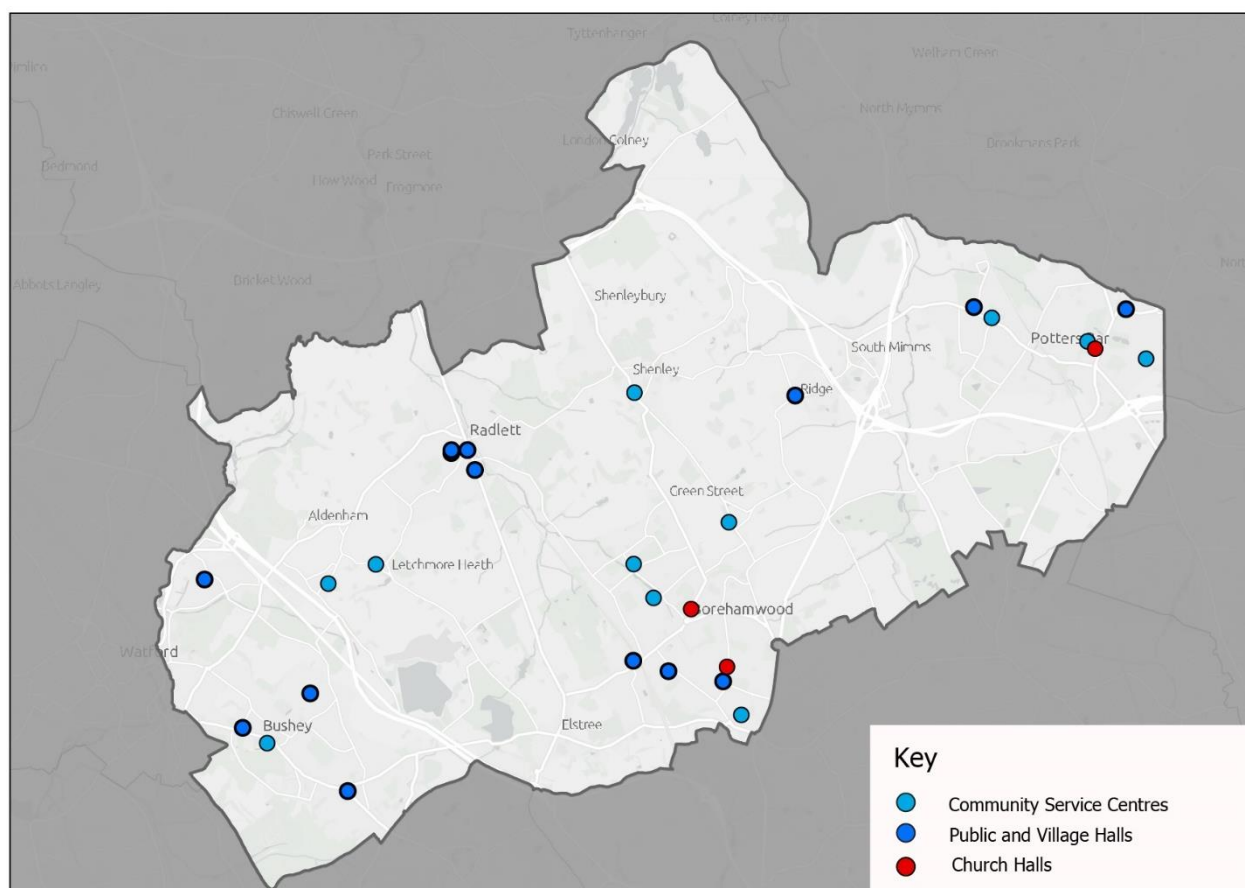 Colney Heath
Tyttenhanger
Welham Green
Chiswell Green
North Mymms
London Colney
Brookmans Park
Park Street
Bedmond
How Wood
Frogmore
Bricket Wood
Abbots Langley
Shenleybury
South Mimms
Shenley
Ridge
Radlett
Green Street
Aldenham
Letchmore Heath
Watford
Bushey
Elstree
Key
Community Service Centres
Public and Village Halls
Church Halls